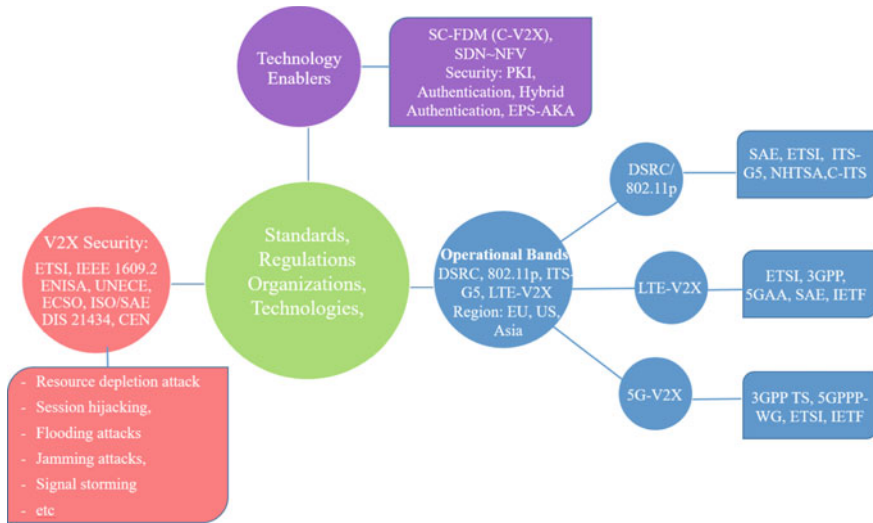 Technology
Enablers
SC-FDM (C-V2X),
SDN~NFV
Security: PKI,
Authentication, Hybrid
Authentication, EPS-AKA
DSRC/
802.11p
SAE, ETSI, ITS-
G5, NHTSA,C-ITS
V2X Security:
ETSI, IEEE 1609.2
ENISA, UNECE,
ECSO, ISO/SAE
DIS 21434, CEN
Standards,
Regulations
Organizations,
Technologies,
Operational Bands
DSRC, 802.11p, ITS-
G5, LTE-V2X
Region: EU, US,
Asia
LTE-V2X
ETSI, 3GPP,
5GAA, SAE, IETF
5G-V2X
3GPP TS, 5GPPP-
WG, ETSI, IETF
- Resource depletion attack
- Session hijacking,
- Flooding attacks
- Jamming attacks,
- Signal storming
- etc